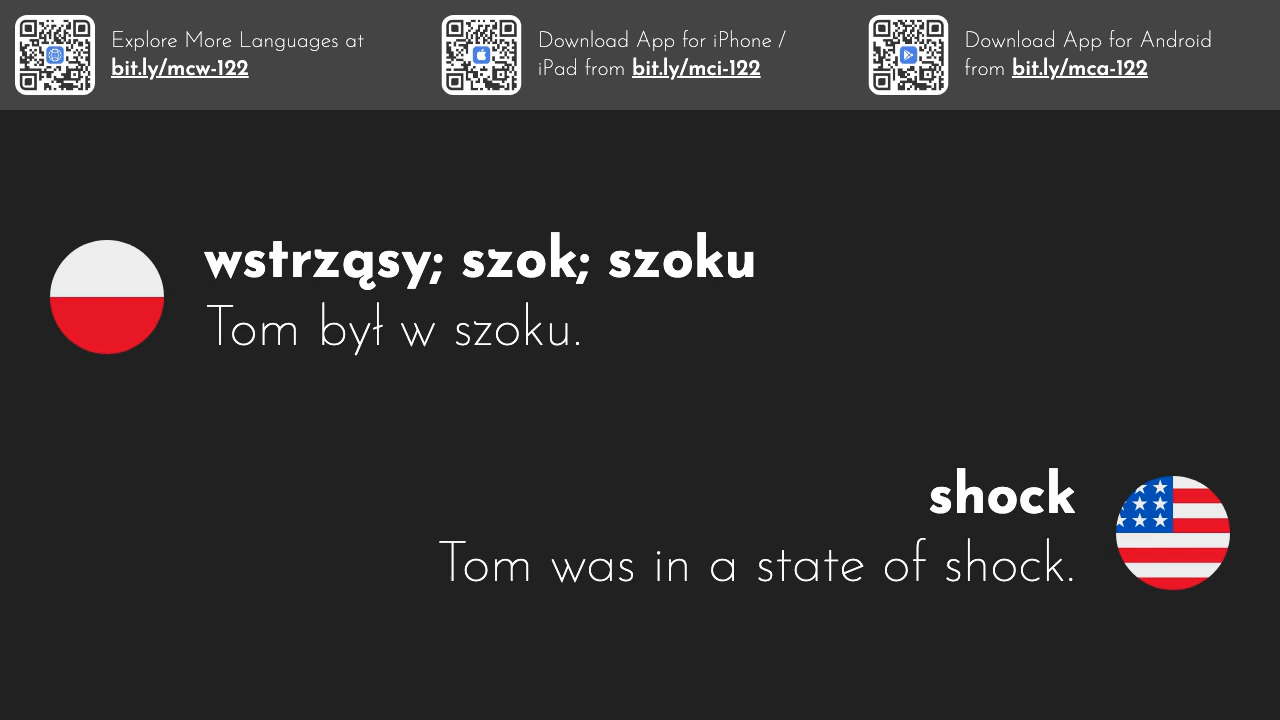 Explore More Languages at
bit.ly/mcw-122
Download App for iPhone /
iPad from bit.ly/mci-122
Download App for Android
from bit.ly/mca-122
wstrząsy; szok; szoku
Tom był w szoku.
shock
Tom was in a state of shock.